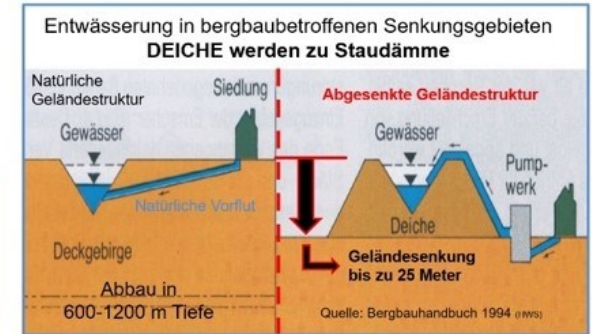 Entwässerung in bergbaubetroffenen Senkungsgebieten
DEICHE werden zu Staudämme
Natürliche
Geländestruktur
Siedlung
Gewässer
Natürliche Vorflut
Deckgebirge
Abbau in
600-1200 m Tiefe
Abgesenkte Geländestruktur
Gewässer
Pump-
werk
Deiche
Geländesenkung
bis zu 25 Meter
Quelle: Bergbauhandbuch 1994 (HWS)